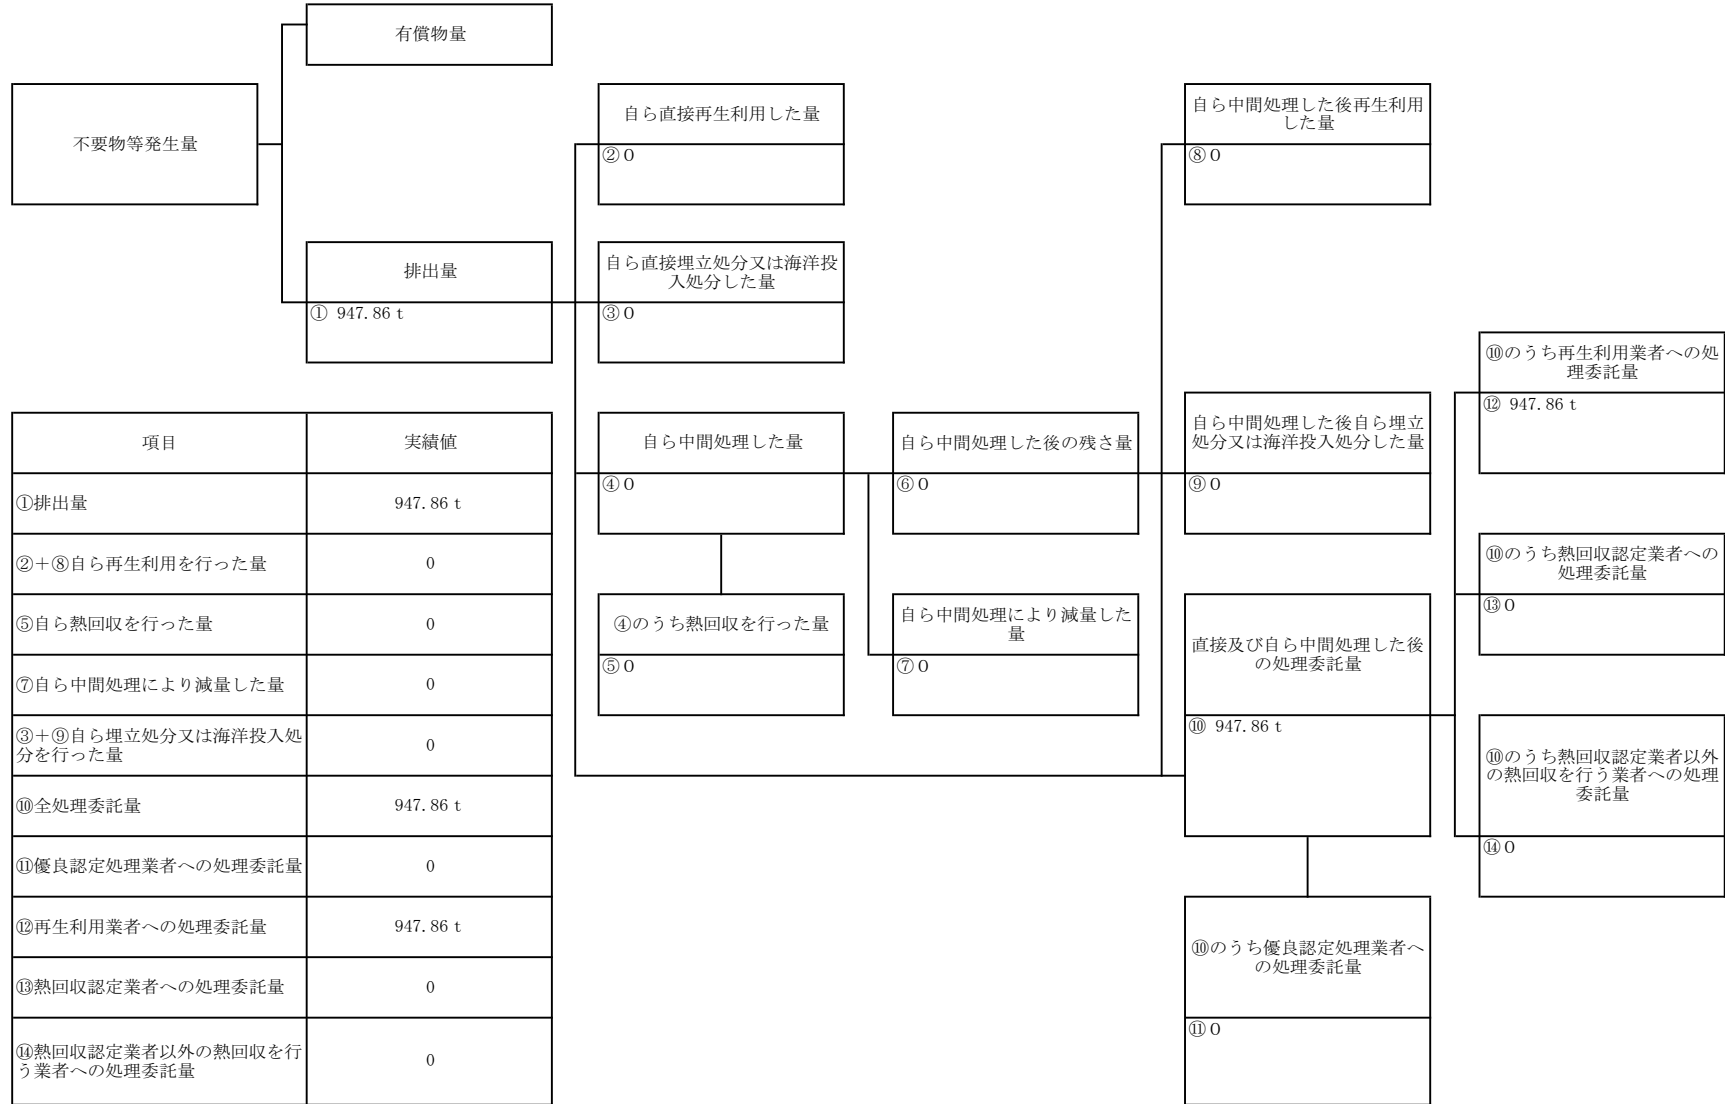 有償物量
不要物等発生量
自ら直接再生利用した量
②0
自ら中間処理した後再生利用
した量
⑧0
排出量
① 947.86 t
自ら直接埋立処分又は海洋投
入処分した量
③0
⑩のうち再生利用業者への処
理委託量
⑫ 947.86 t
自ら中間処理した量
④0
自ら中間処理した後の残さ量
⑥0
自ら中間処理した後自ら埋立
処分又は海洋投入処分した量
⑨0
⑩のうち熱回収認定業者への
処理委託量
⑬0
④のうち熱回収を行った量
⑤0
自ら中間処理により減量した
量
⑦0
直接及び自ら中間処理した後
の処理委託量
⑩ 947.86 t
⑩のうち熱回収認定業者以外
の熱回収を行う業者への処理
委託量
⑭0
⑩のうち優良認定処理業者へ
の処理委託量
⑪0
項目 実績値
①排出量 947.86 t
②+⑧自ら再生利用を行った量 0
⑤自ら熱回収を行った量 0
⑦自ら中間処理により減量した量 0
③+⑨自ら埋立処分又は海洋投入処
分を行った量 0
⑩全処理委託量 947.86 t
⑪優良認定処理業者への処理委託量 0
⑫再生利用業者への処理委託量 947.86 t
⑬熱回収認定業者への処理委託量 0
⑭熱回収認定業者以外の熱回収を行
う業者への処理委託量 0